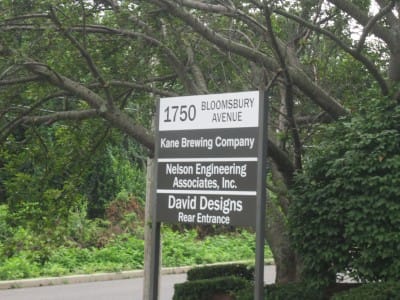 1750 BLOOMSBURY
AVENUE
Kane Brewing Company
Nelson Engineering
Associates, Inc.
David Designs
Rear Entrance